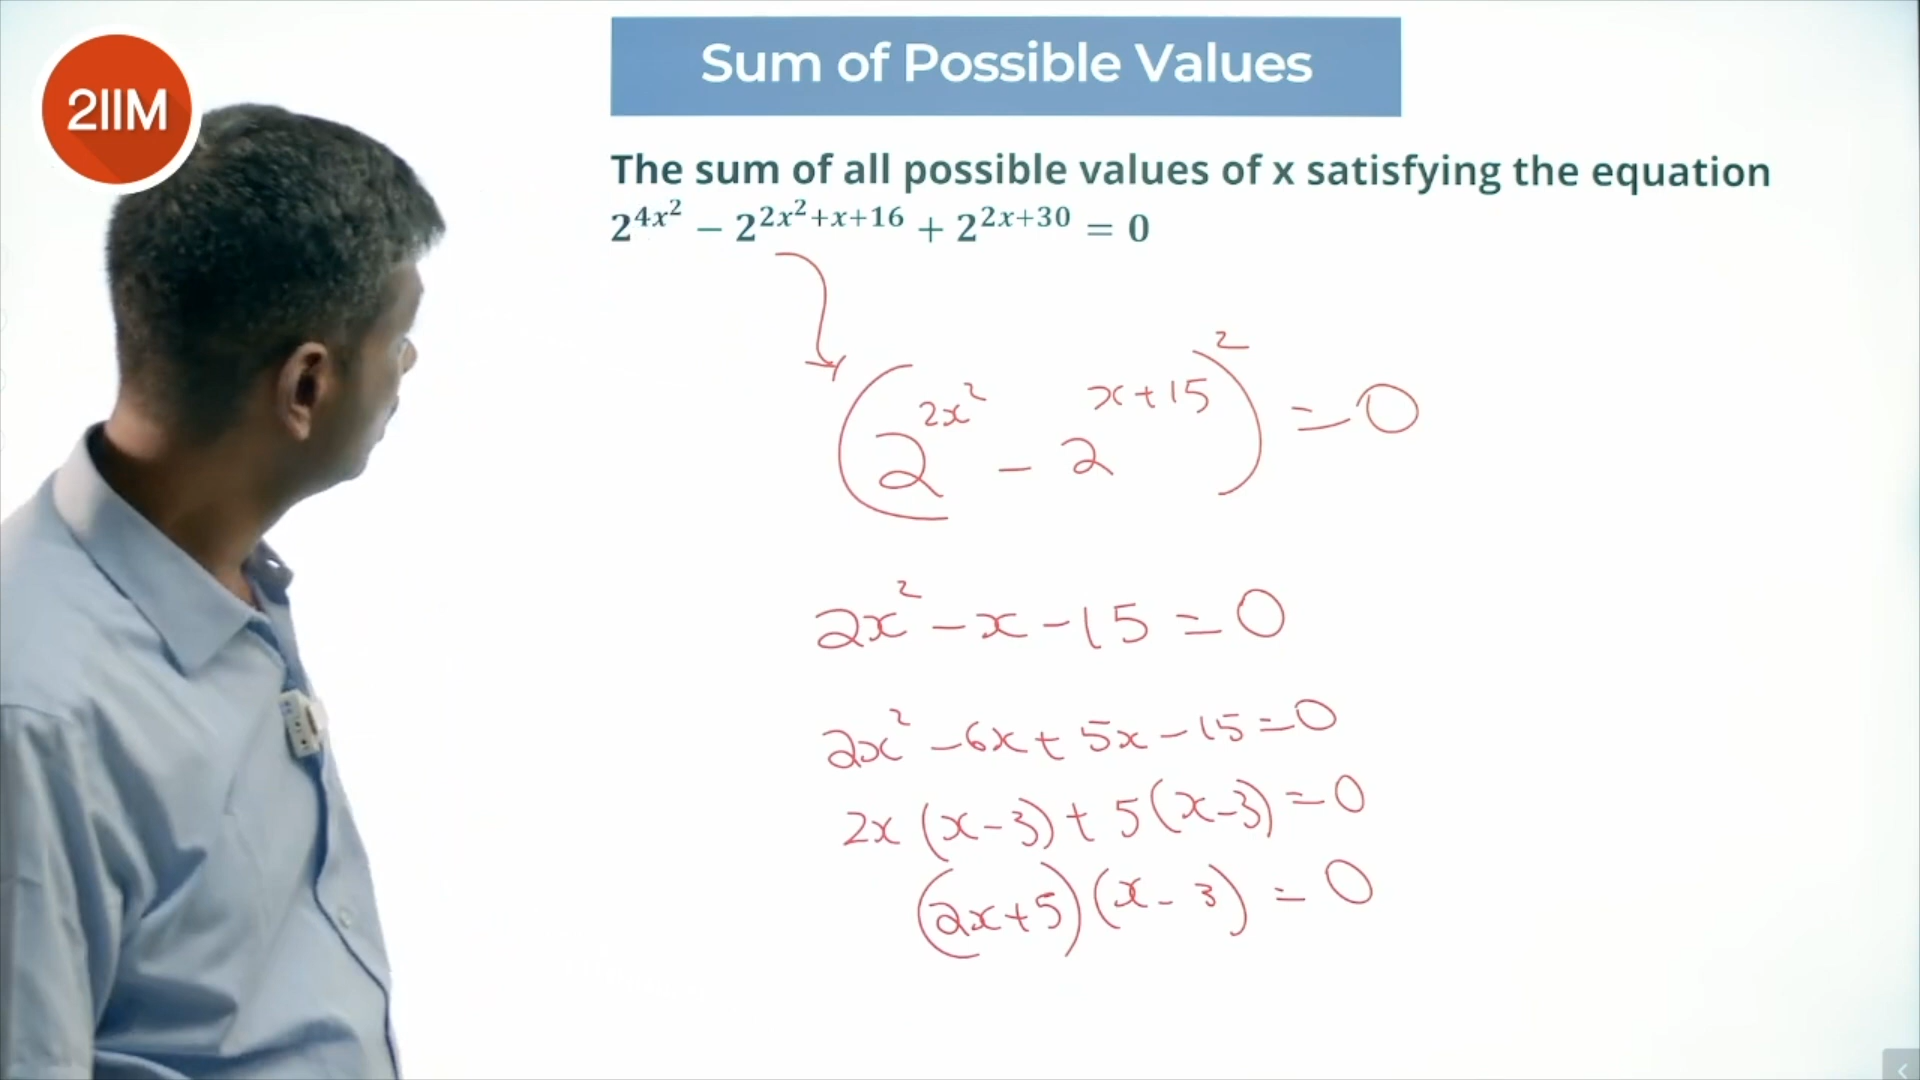 2IIM
Sum of Possible Values
The sum of all possible values of x satisfying the equation
2^{4x^2} − 2^{2x^2+x+16} + 2^{2x+30} = 0
(2^{2x^2} − 2^{x+15})^2 = 0
2x^2 − x − 15 = 0
2x^2 − 6x + 5x − 15 = 0
2x (x − 3) + 5 (x − 3) = 0
(2x + 5) (x − 3) = 0